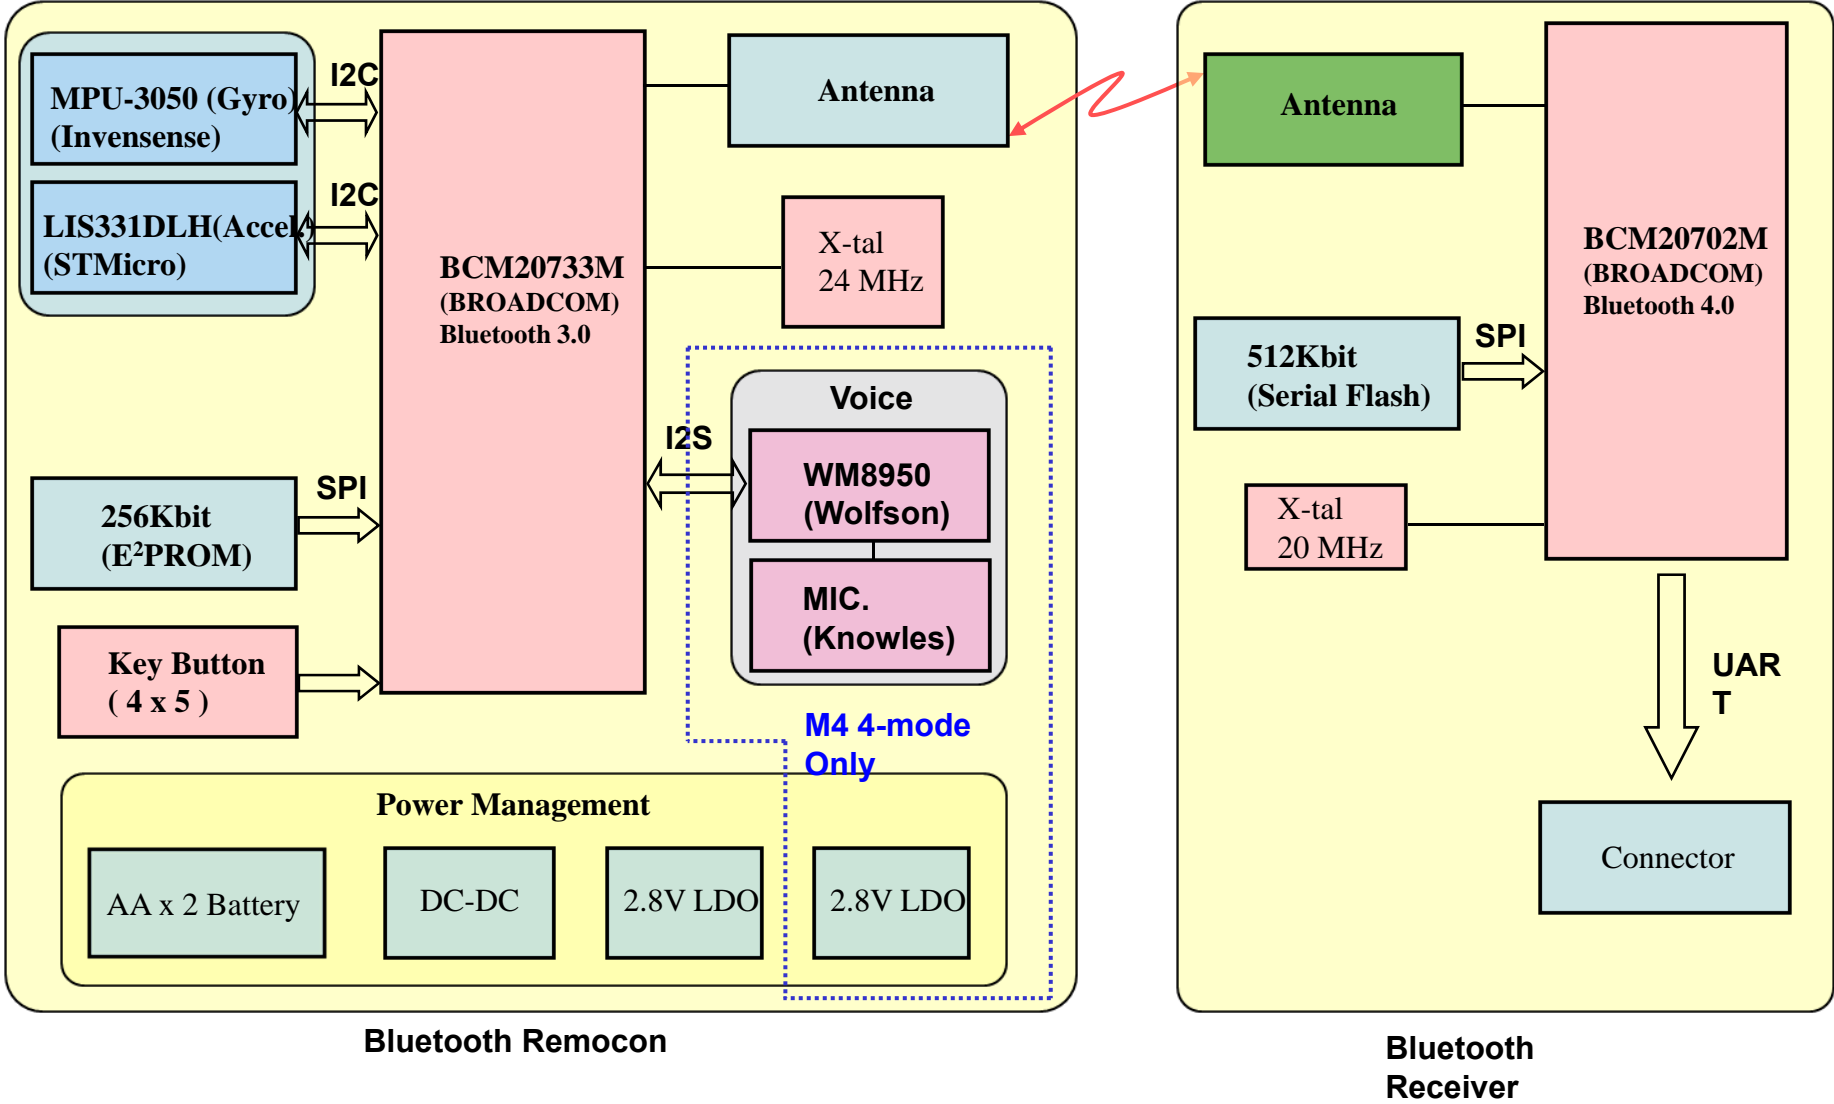 I2C
MPU-3050 (Gyro)
(Invensense)
I2C
LIS331DLH(Accel.)
(STMicro)
BCM20733M
(BROADCOM)
Bluetooth 3.0
Antenna
X-tal
24 MHz
SPI
256Kbit
(E²PROM)
Key Button
( 4 x 5 )
I2S
Voice
WM8950
(Wolfson)
MIC.
(Knowles)
M4 4-mode
Only
Power Management
AA x 2 Battery
DC-DC
2.8V LDO
2.8V LDO
Bluetooth Remocon
Antenna
BCM20702M
(BROADCOM)
Bluetooth 4.0
SPI
512Kbit
(Serial Flash)
X-tal
20 MHz
UAR
T
Connector
Bluetooth
Receiver